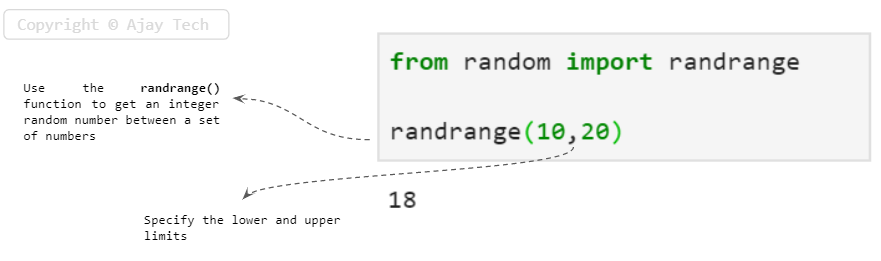 Copyright © Ajay Tech
from random import randrange
randrange(10,20)
18
Use the randrange()
function to get an integer
random number between a set
of numbers
Specify the lower and upper
limits